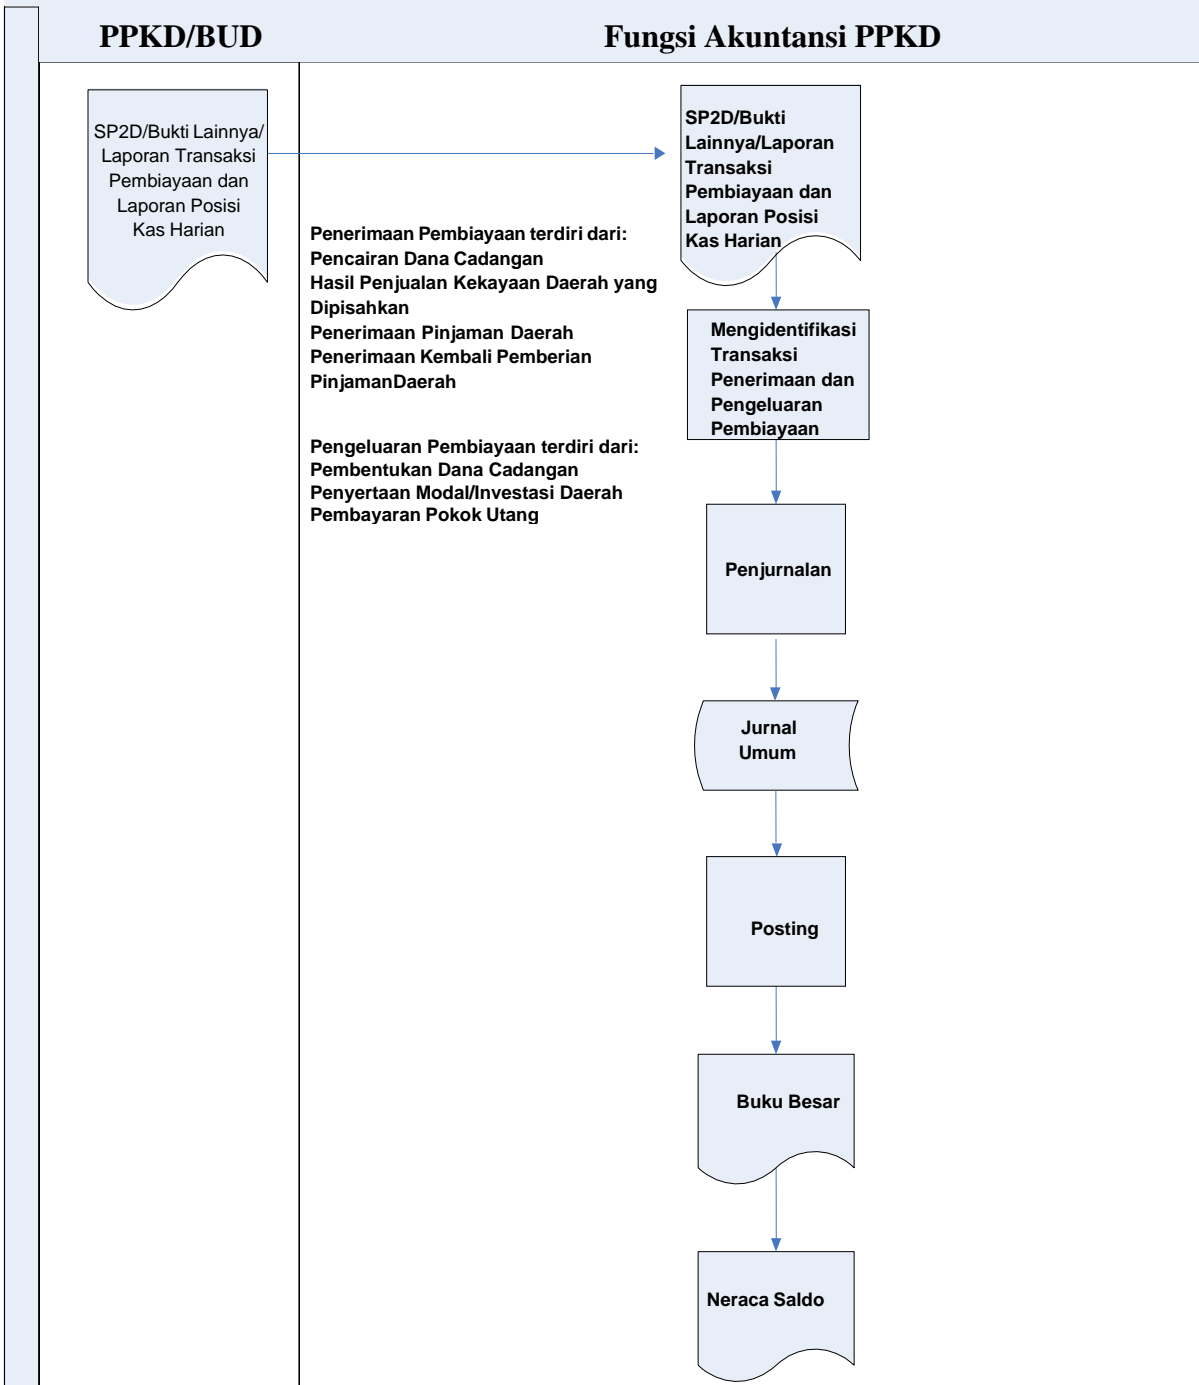 PPKD/BUD
Fungsi Akuntansi PPKD
SP2D/Bukti Lainnya/
Laporan Transaksi
Pembiayaan dan
Laporan Posisi
Kas Harian
SP2D/Bukti
Lainnya/Laporan
Transaksi
Pembiayaan dan
Laporan Posisi
Kas Harian
Penerimaan Pembiayaan terdiri dari:
Pencairan Dana Cadangan
Hasil Penjualan Kekayaan Daerah yang
Dipisahkan
Penerimaan Pinjaman Daerah
Penerimaan Kembali Pemberian
PinjamanDaerah
Mengidentifikasi
Transaksi
Penerimaan dan
Pengeluaran
Pembiayaan
Pengeluaran Pembiayaan terdiri dari:
Pembentukan Dana Cadangan
Penyertaan Modal/Investasi Daerah
Pembayaran Pokok Utang
Penjurnalan
Jurnal
Umum
Posting
Buku Besar
Neraca Saldo